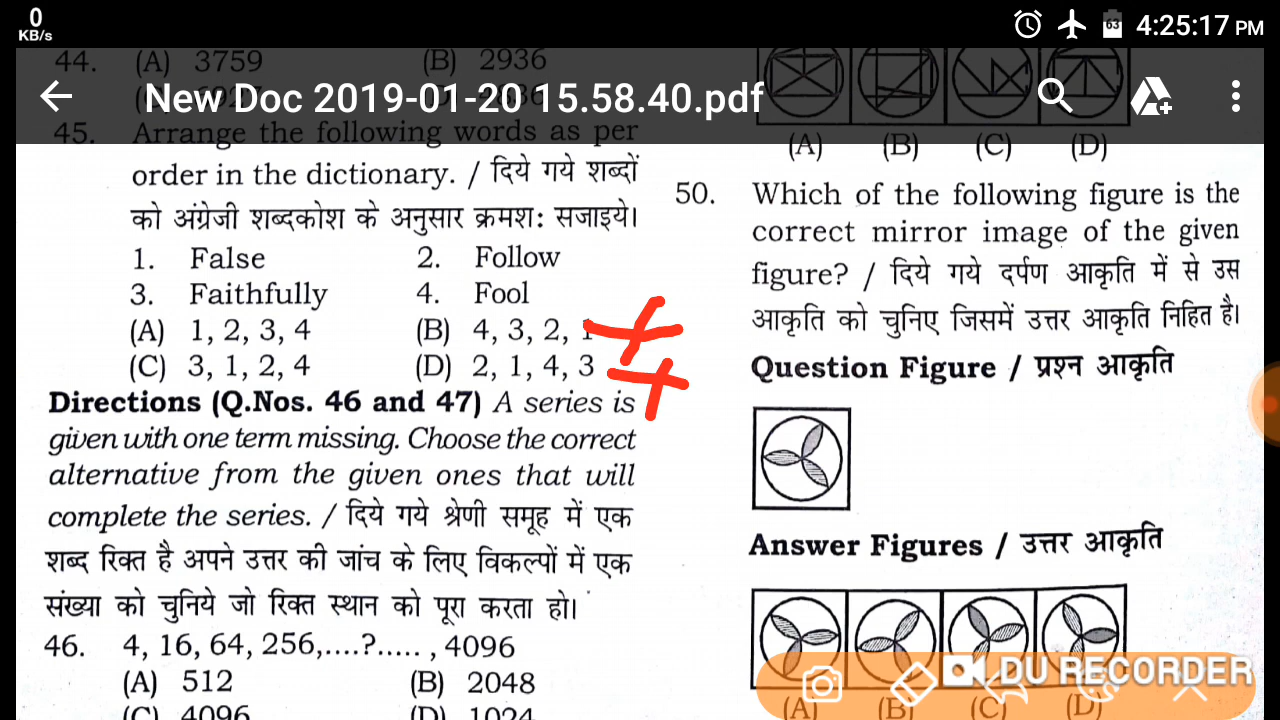 0
KB/s
63
4:25:17 PM
New Doc 2019-01-20 15.58.40.pdf
44. (A) 3759 (B) 2936
45. Arrange the following words as per
order in the dictionary. / दिये गये शब्दों
को अंग्रेजी शब्दकोश के अनुसार क्रमशः सजाइये।
1. False 2. Follow
3. Faithfully 4. Fool
(A) 1, 2, 3, 4 (B) 4, 3, 2, 1
(C) 3, 1, 2, 4 (D) 2, 1, 4, 3
Directions (Q.Nos. 46 and 47) A series is
given with one term missing. Choose the correct
alternative from the given ones that will
complete the series. / दिये गये श्रेणी समूह में एक
शब्द रिक्त है अपने उत्तर की जांच के लिए विकल्पों में एक
संख्या को चुनिये जो रिक्त स्थान को पूरा करता हो।
46. 4, 16, 64, 256,....?..... , 4096
(A) 512 (B) 2048
(C) 4096 (D) 1024
(A) (B) (C) (D)
50. Which of the following figure is the
correct mirror image of the given
figure? / दिये गये दर्पण आकृति में से उस
आकृति को चुनिए जिसमें उत्तर आकृति निहित है।
Question Figure / प्रश्न आकृति
Answer Figures / उत्तर आकृति
(A) (B) (C) (D)
DU RECORDER